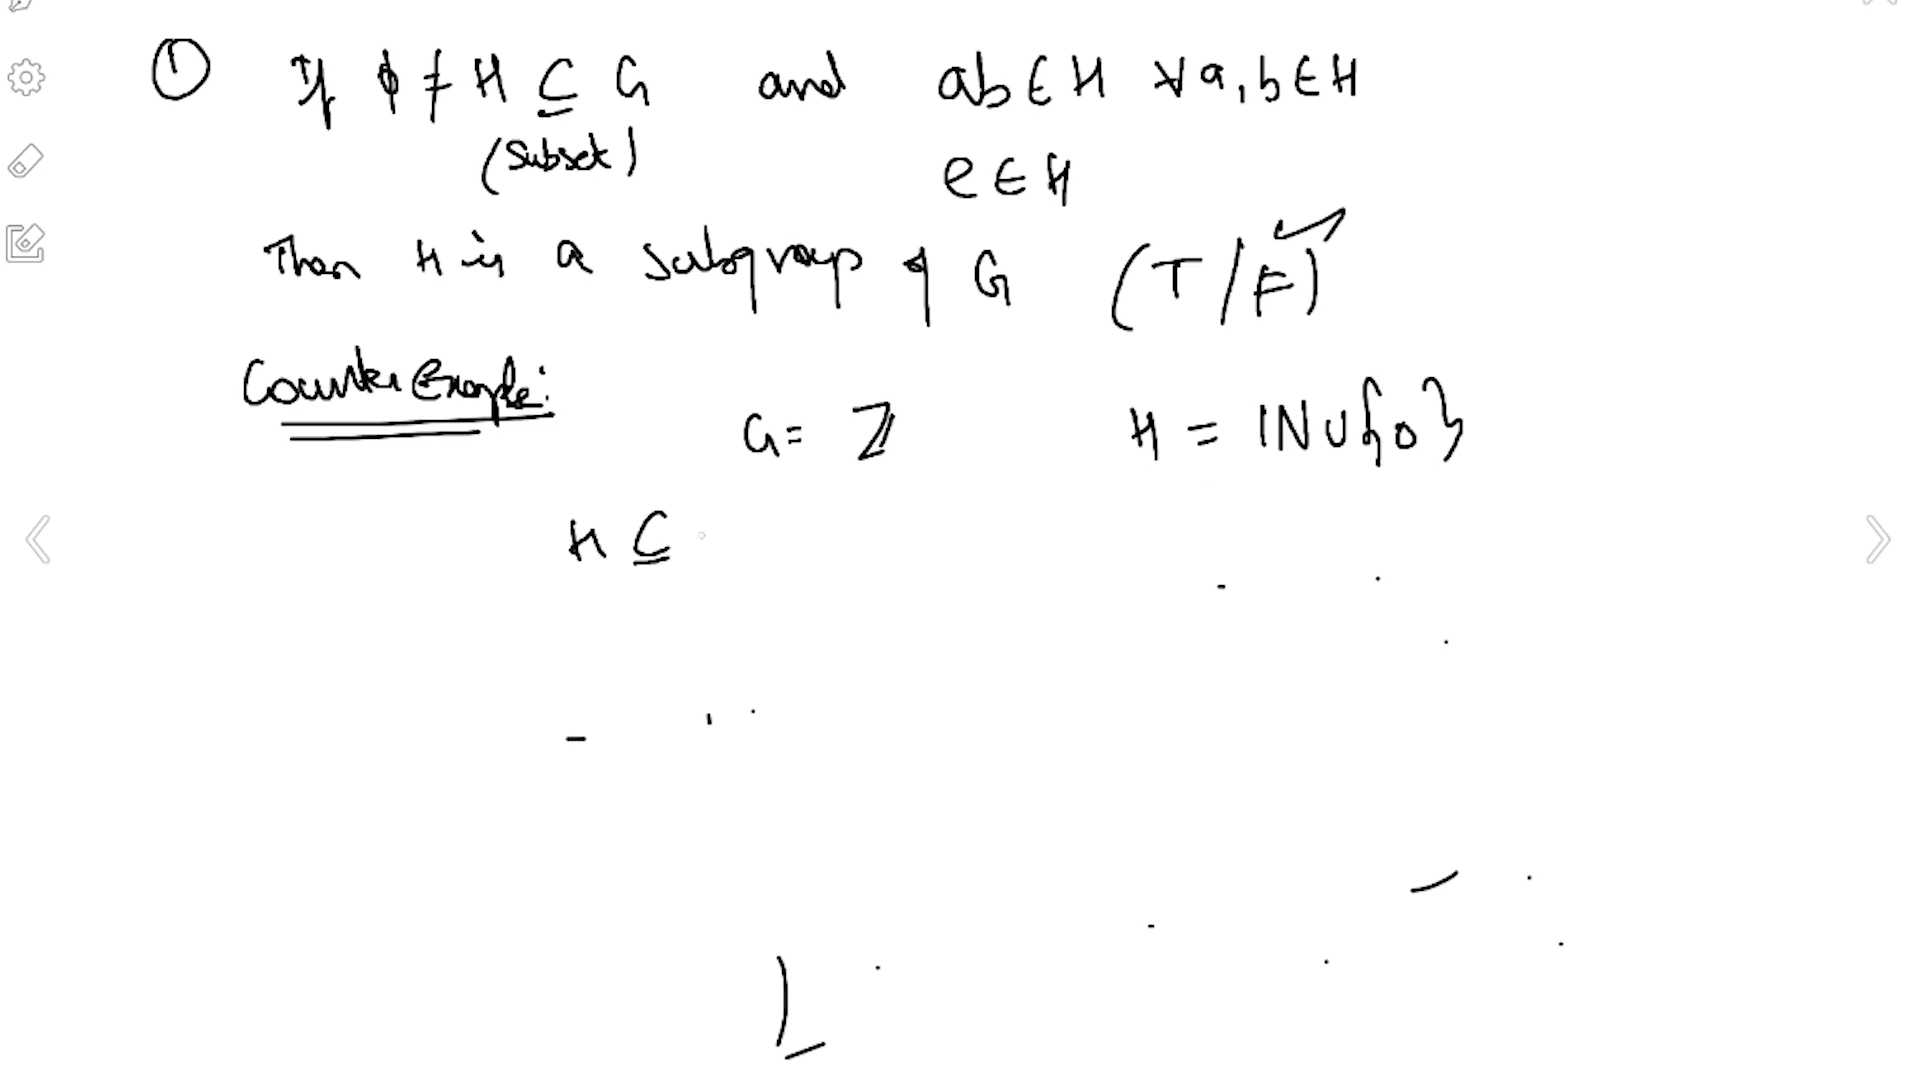 ① If ϕ ≠ H ⊆ G and ab ∈ H ∀ a, b ∈ H
(Subset) e ∈ H
Then H is a subgroup of G (T/F) ✓
Counter Example:
G = ℤ H = ℕ ∪ {0}
H ⊆